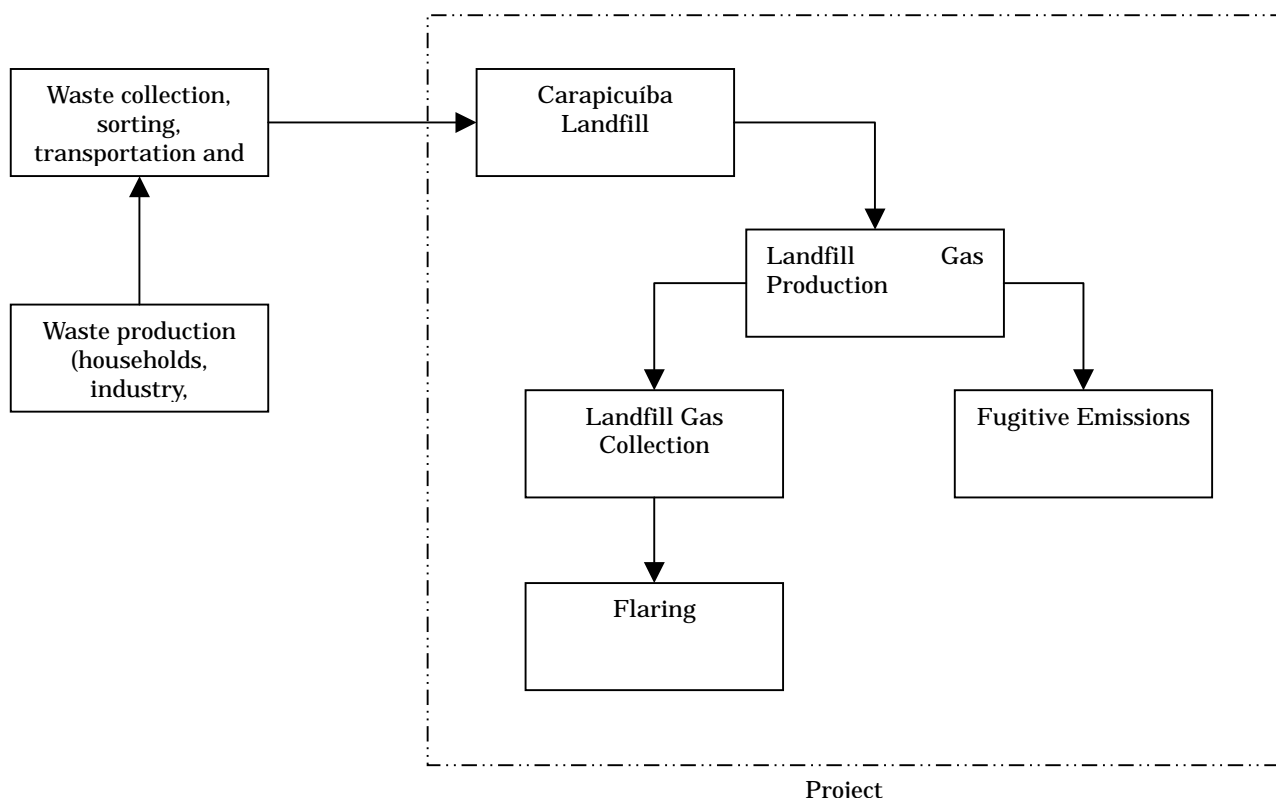 Waste collection,
sorting,
transportation and
Carapicuíba
Landfill
Landfill Gas
Production
Waste production
(households,
industry,
Landfill Gas
Collection
Fugitive Emissions
Flaring
Project